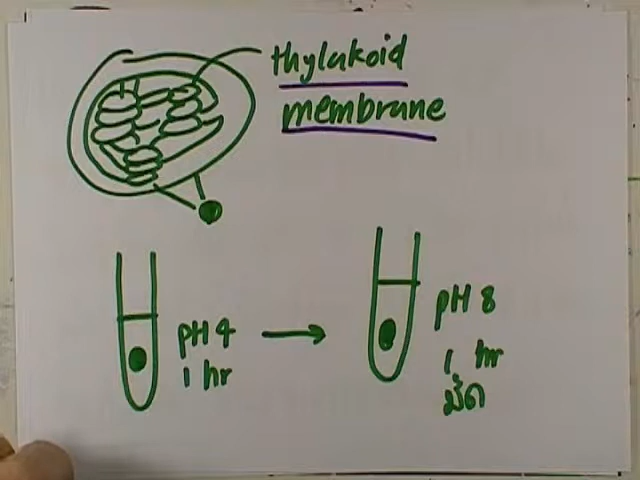 thylakoid
membrane
pH 4
1 hr
pH 8
1 hr
มืด